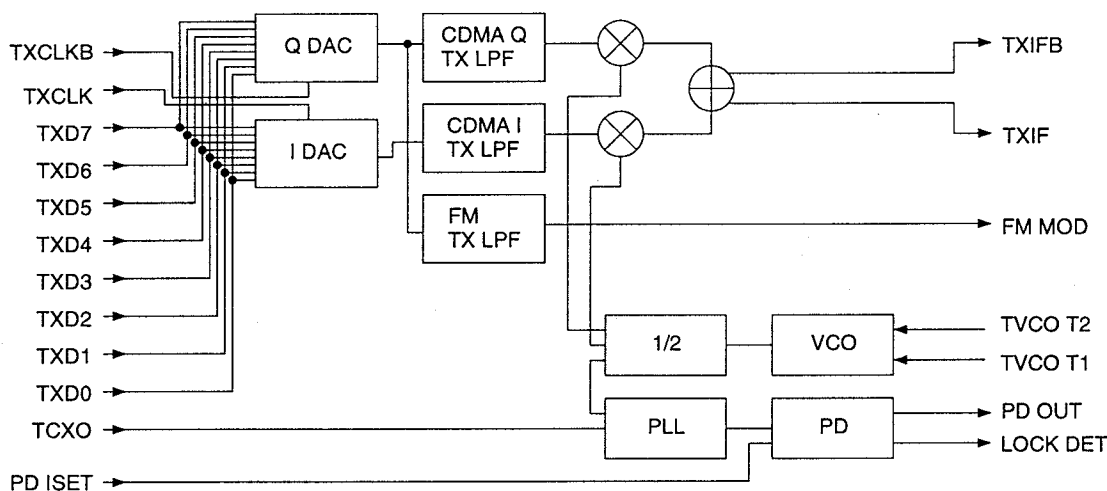 TXCLKB
TXCLK
TXD7
TXD6
TXD5
TXD4
TXD3
TXD2
TXD1
TXD0
TCXO
PD ISET
Q DAC
I DAC
CDMA Q
TX LPF
CDMA I
TX LPF
FM
TX LPF
1/2
VCO
PLL
PD
TXIFB
TXIF
FM MOD
TVCO T2
TVCO T1
PD OUT
LOCK DET